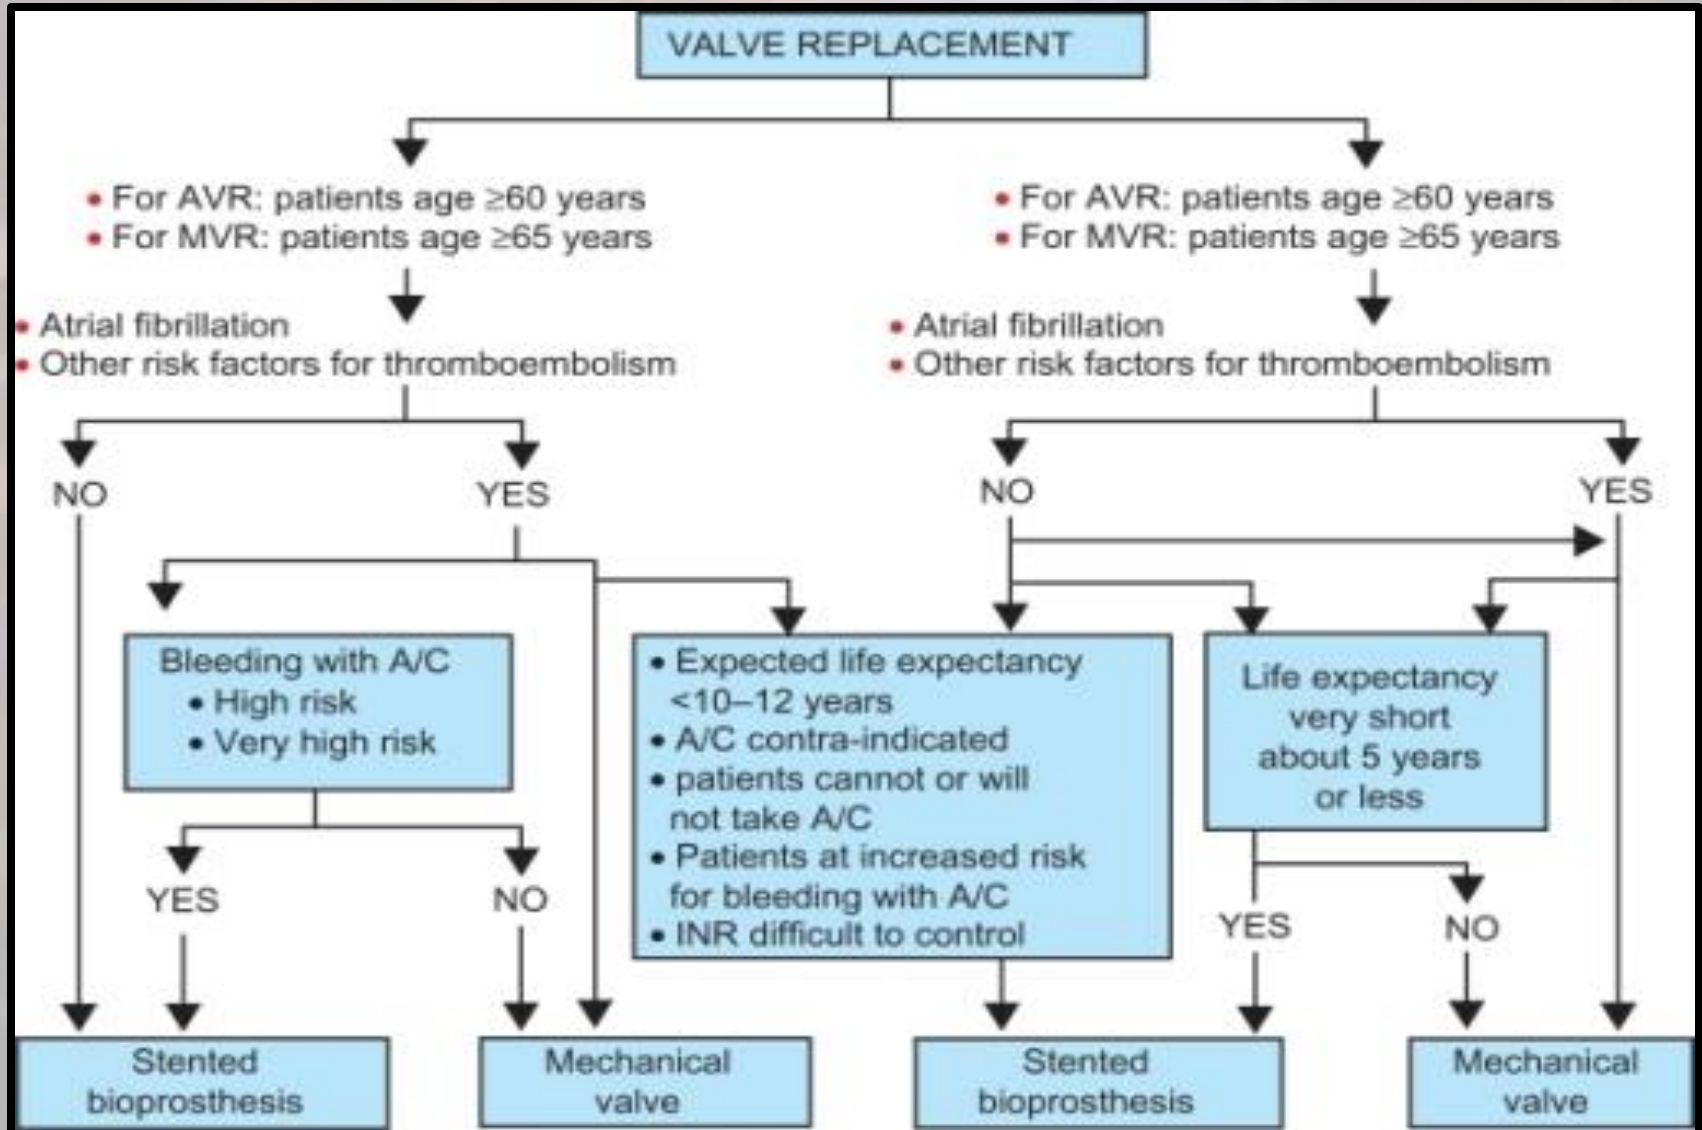 VALVE REPLACEMENT
• For AVR: patients age ≥60 years
• For MVR: patients age ≥65 years
• For AVR: patients age ≥60 years
• For MVR: patients age ≥65 years
• Atrial fibrillation
• Other risk factors for thromboembolism
• Atrial fibrillation
• Other risk factors for thromboembolism
NO
YES
NO
YES
Bleeding with A/C
• High risk
• Very high risk
• Expected life expectancy
<10–12 years
• A/C contra-indicated
• patients cannot or will
not take A/C
• Patients at increased risk
for bleeding with A/C
• INR difficult to control
Life expectancy
very short
about 5 years
or less
YES
NO
YES
NO
Stented
bioprosthesis
Mechanical
valve
Stented
bioprosthesis
Mechanical
valve